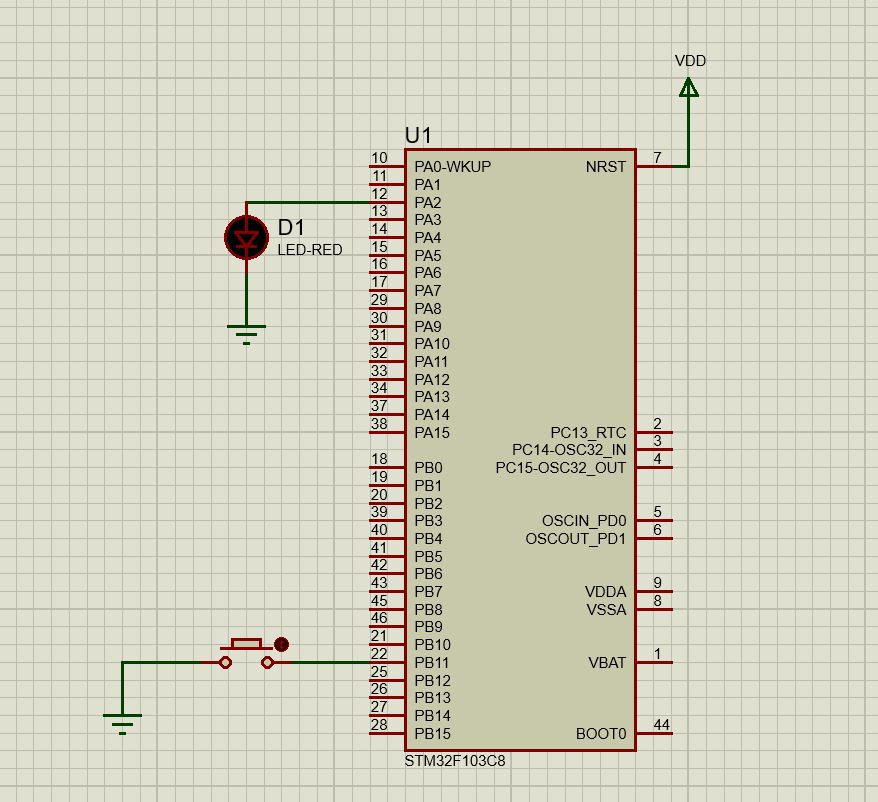 VDD
U1
10 PA0-WKUP NRST 7
11 PA1
12 PA2
13 PA3
D1
14 PA4
LED-RED
15 PA5
16 PA6
17 PA7
29 PA8
30 PA9
31 PA10
32 PA11
33 PA12
34 PA13
37 PA14
38 PA15 PC13_RTC 2
PC14-OSC32_IN 3
18 PB0 PC15-OSC32_OUT 4
19 PB1
20 PB2
39 PB3 OSCIN_PD0 5
40 PB4 OSCOUT_PD1 6
41 PB5
42 PB6
43 PB7 VDDA 9
45 PB8 VSSA 8
46 PB9
21 PB10
22 PB11 VBAT 1
25 PB12
26 PB13
27 PB14
28 PB15 BOOT0 44
STM32F103C8